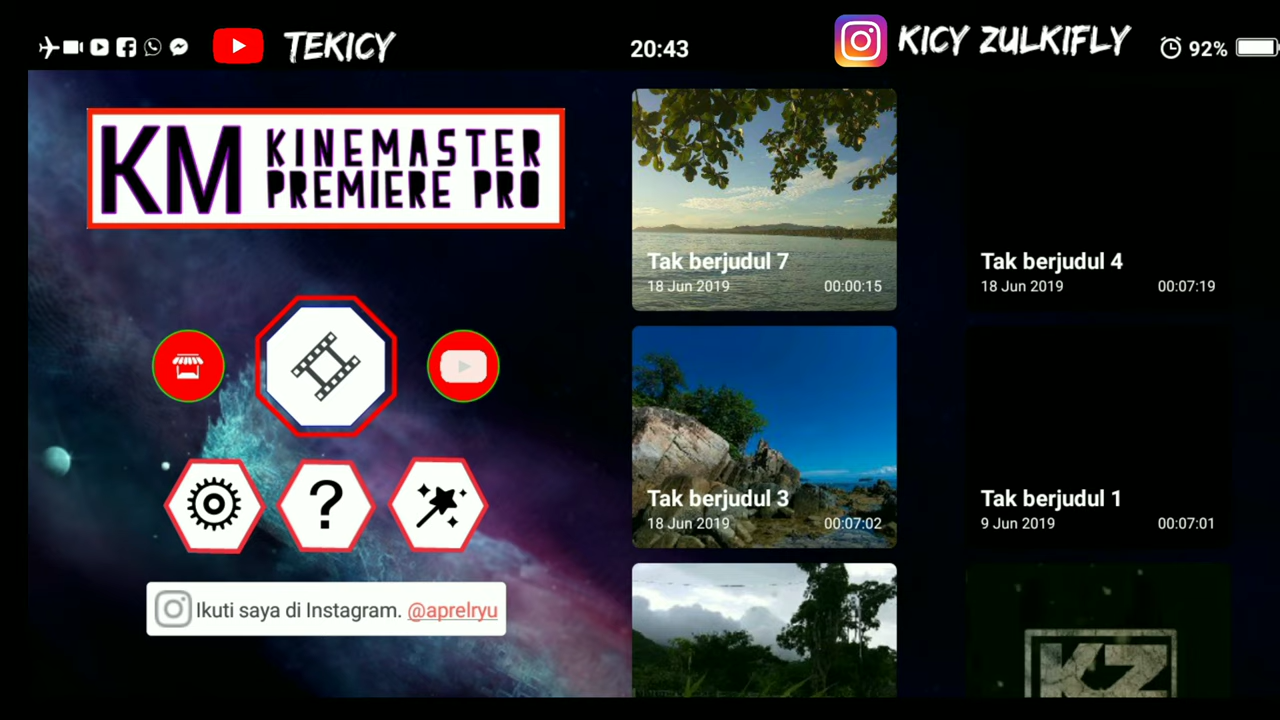 TEKICY
20:43
KICY ZULKIFLY
92%
KM
KINEMASTER
PREMIERE PRO
?
Ikuti saya di Instagram. @aprelryu
Tak berjudul 7
18 Jun 2019 00:00:15
Tak berjudul 4
18 Jun 2019 00:07:19
Tak berjudul 3
18 Jun 2019 00:07:02
Tak berjudul 1
9 Jun 2019 00:07:01
KZ